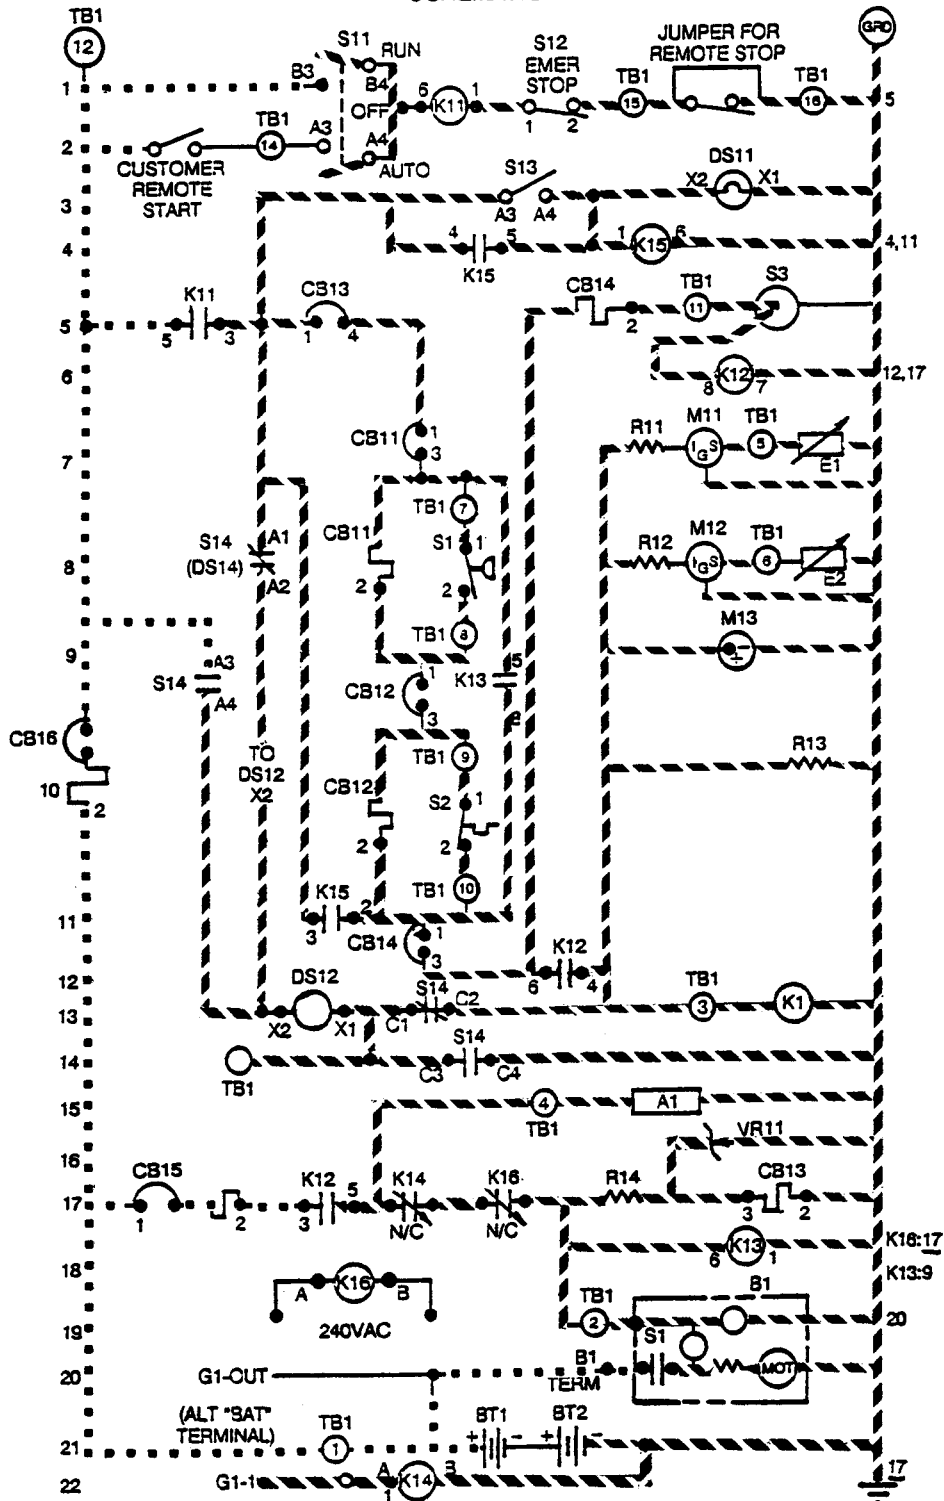 TB1
12
GRD
S11
RUN
B3
B4
OFF
6
K11
1
S12
EMER
STOP
1
2
TB1
15
JUMPER FOR
REMOTE STOP
TB1
16
1
5
2
CUSTOMER
REMOTE
START
TB1
14
A3
A4
AUTO
S13
A3
A4
DS11
X2
X1
3
4
K15
5
1
K15
6
4
4,11
K11
5
3
CB13
1
4
CB14
2
TB1
11
S3
5
6
8
K12
7
12,17
CB11
1
3
R11
M11
I G S
TB1
5
E1
7
TB1
7
S14
(DS14)
A1
A2
CB11
2
S1
1
2
TB1
8
R12
M12
I G S
TB1
6
E2
8
M13
+
-
9
S14
A3
A4
CB12
1
3
K13
5
CB16
10
2
TO
DS12
X2
TB1
9
CB12
2
S2
1
2
TB1
10
R13
11
K15
3
2
CB14
1
3
K12
6
4
12
13
DS12
X2
X1
S14
C1
C2
TB1
3
K1
14
TB1
S14
C3
C4
15
4
TB1
A1
16
VR11
17
CB15
1
2
K12
3
5
K14
N/C
K16
N/C
R14
CB13
3
2
6
K13
1
K16:17
K13:9
18
A
K16
B
240VAC
TB1
2
B1
S1
20
19
20
G1-OUT
B1
TERM
MOT
(ALT "BAT"
TERMINAL)
TB1
1
BT1
+
-
BT2
+
-
21
22
G1-1
A
1
K14
B
17